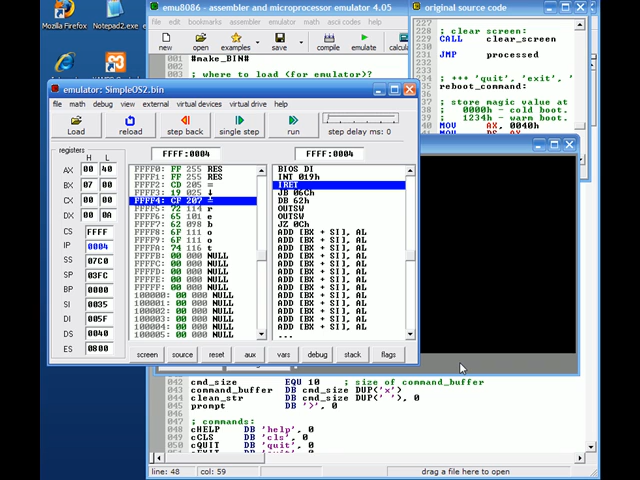 emu8086 - assembler and microprocessor emulator 4.05
original source code
Mozilla Firefox
Notepad2.exe
file edit bookmarks assembler emulator math ascii codes help
new open examples save compile emulate
001 #make_BIN#
003 ; where to load (for emulator)?
227
228 ; clear screen:
229 CALL clear_screen
230
231 JMP processed
232
233
234 ; +++ 'quit', 'exit',
235 reboot_command:
; store magic value at
; 0000h - cold boot.
; 1234h - warm boot.
MOV AX, 0040h
MOV DS, AX
emulator: SimpleOS2.bin
file math debug view external virtual devices virtual drive help
Load reload step back single step run step delay ms: 0
registers
H L
AX 00 40
BX 07 00
CX 00 00
DX 00 0A
CS FFFF
IP 0004
SS 07C0
SP 03FC
BP 0000
SI 0035
DI 005F
DS 0040
ES 0800
FFFF:0004
FFFF0: FF 255 RES
FFFF1: FF 255 RES
FFFF2: CD 205 =
FFFF3: 19 025 ↓
FFFF4: CF 207
FFFF5: 72 114 r
FFFF6: 65 101 e
FFFF7: 62 098 b
FFFF8: 6F 111 o
FFFF9: 6F 111 o
FFFFA: 74 116 t
FFFFB: 00 000 NULL
FFFFC: 00 000 NULL
FFFFD: 00 000 NULL
FFFFE: 00 000 NULL
FFFFF: 00 000 NULL
100000: 00 000 NULL
100001: 00 000 NULL
100002: 00 000 NULL
100003: 00 000 NULL
100004: 00 000 NULL
100005: 00 000 NULL
FFFF:0004
BIOS DI
INT 019h
IRET
JB 06Ch
DB 62h
OUTSW
OUTSW
JZ 0Ch
ADD [BX + SI], AL
ADD [BX + SI], AL
ADD [BX + SI], AL
ADD [BX + SI], AL
ADD [BX + SI], AL
ADD [BX + SI], AL
ADD [BX + SI], AL
ADD [BX + SI], AL
ADD [BX + SI], AL
ADD [BX + SI], AL
ADD [BX + SI], AL
ADD [BX + SI], AL
ADD [BX + SI], AL
...
screen source reset aux vars debug stack flags
042 cmd_size EQU 10 ; size of command_buffer
043 command_buffer DB cmd_size DUP('x')
044 clean_str DB cmd_size DUP(' '), 0
045 prompt DB '>', 0
046
047 ; commands:
048 cHELP DB 'help', 0
049 cCLS DB 'cls', 0
050 cQUIT DB 'quit', 0
line: 48 col: 59 drag a file here to open